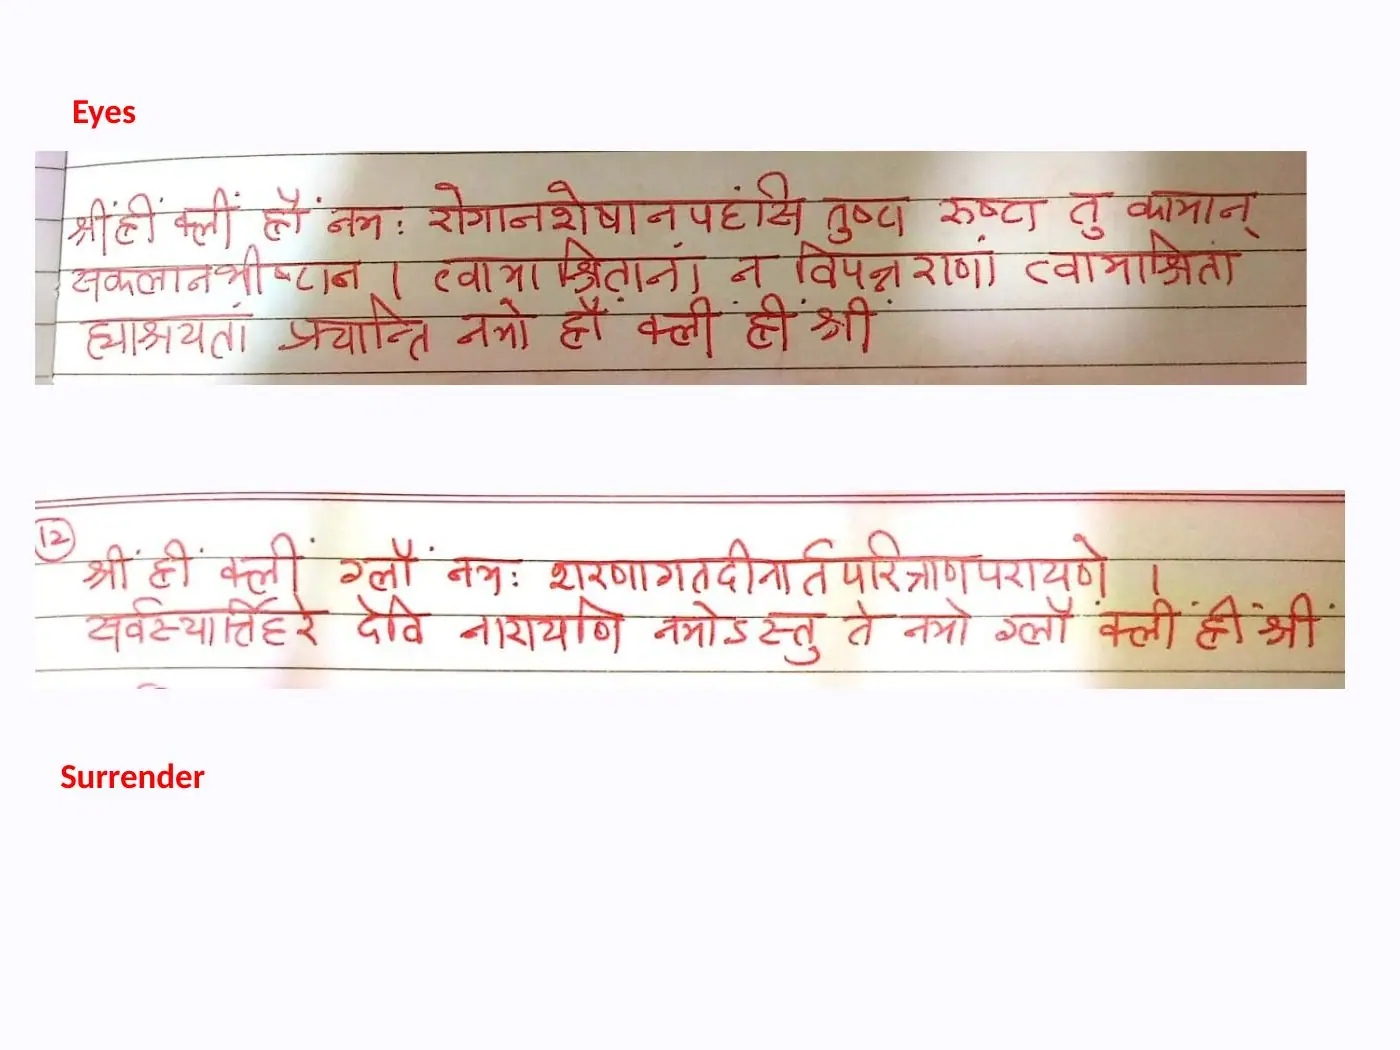 Eyes
श्रीं ह्रीं क्लीं ह्रौं नमः रोगानशेषानपहंसि तुष्टा रुष्टा तु कामान्
सकलानभीष्टान । त्वामाश्रितानां न विपन्नराणां त्वामाश्रिता
ह्याश्रयतां प्रयान्ति नमो ह्रौं क्लीं ह्रीं श्रीं
12
श्रीं ह्रीं क्लीं ग्लौं नमः शरणागतदीनार्तपरित्राणपरायणे ।
सर्वस्यार्तिहरे देवि नारायणि नमोऽस्तु ते नमो ग्लौं क्लीं ह्रीं श्रीं
Surrender